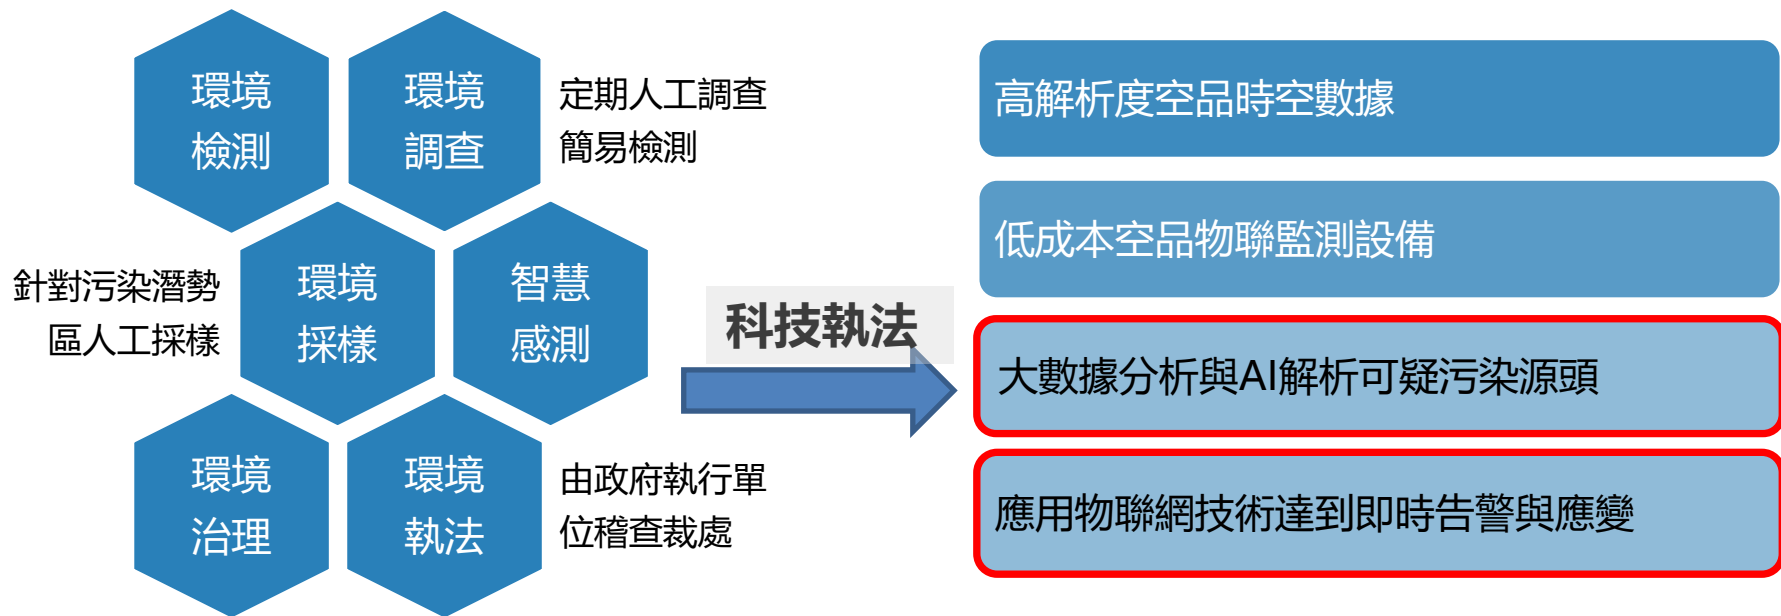 環境
檢測
環境
調查
定期人工調查
簡易檢測
針對污染潛勢
區人工採樣
環境
採樣
智慧
感測
環境
治理
環境
執法
由政府執行單
位稽查裁處
科技執法
高解析度空品時空數據
低成本空品物聯監測設備
大數據分析與AI解析可疑污染源頭
應用物聯網技術達到即時告警與應變